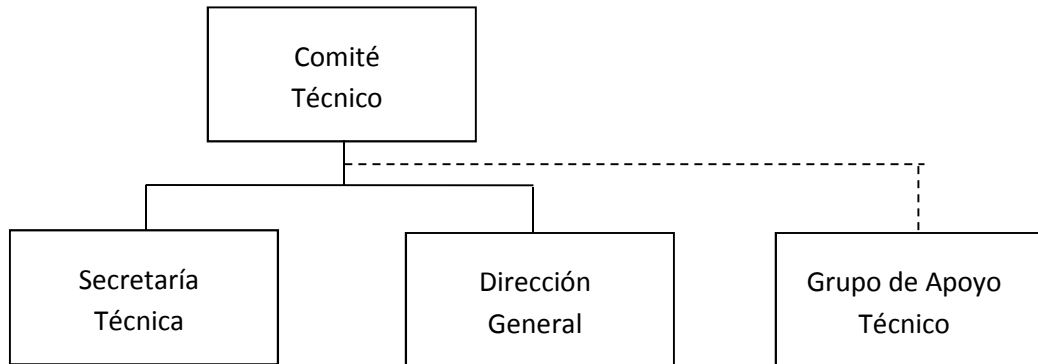 Comité
Técnico
Secretaría
Técnica
Dirección
General
Grupo de Apoyo
Técnico